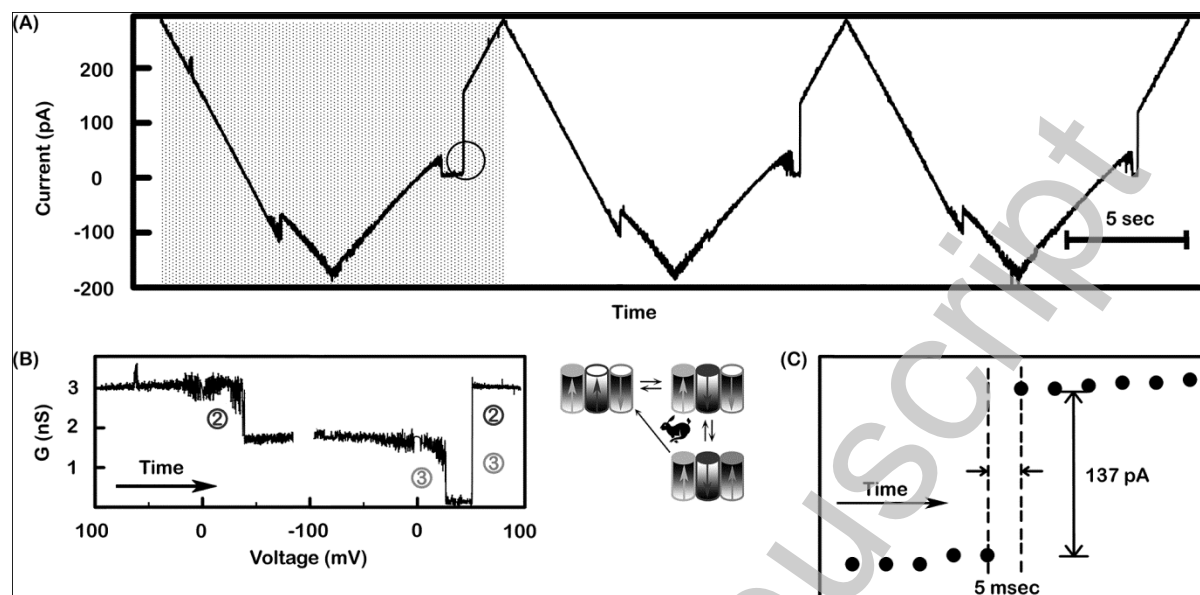 (A)
Current (pA)
200
100
0
-100
-200
5 sec
Time
(B)
G (nS)
3
2
1
②
②
③
③
Time
100
0
-100
0
100
Voltage (mV)
(C)
Time
137 pA
5 msec
uscript